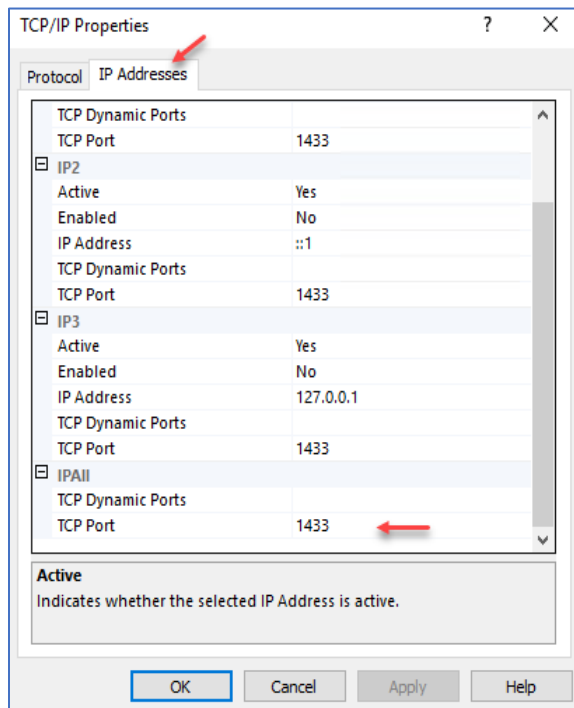 TCP/IP Properties ? X
Protocol IP Addresses
TCP Dynamic Ports
TCP Port 1433
IP2
Active Yes
Enabled No
IP Address ::1
TCP Dynamic Ports
TCP Port 1433
IP3
Active Yes
Enabled No
IP Address 127.0.0.1
TCP Dynamic Ports
TCP Port 1433
IPAll
TCP Dynamic Ports
TCP Port 1433
Active
Indicates whether the selected IP Address is active.
OK Cancel Apply Help